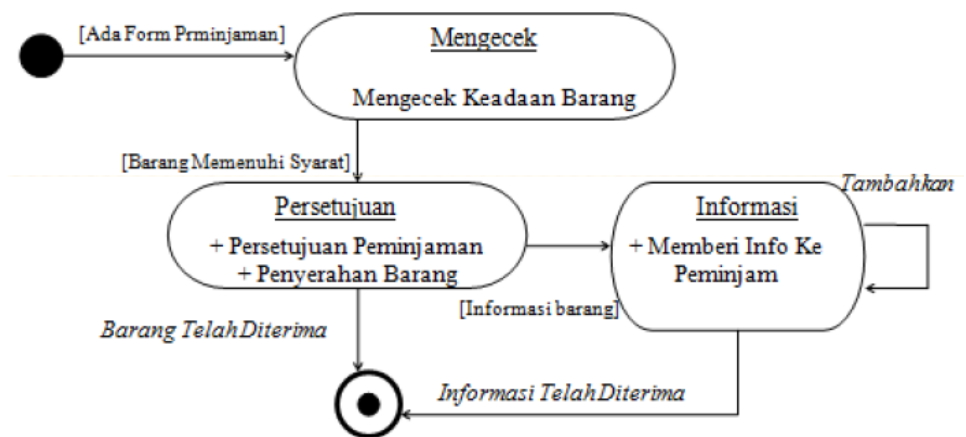 [Ada Form Prminjaman]
Mengecek
Mengecek Keadaan Barang
[Barang Memenuhi Syarat]
Persetujuan
+ Persetujuan Peminjaman
+ Penyerahan Barang
Tambahkan
Informasi
+ Memberi Info Ke
Peminjam
[Informasi barang]
Barang Telah Diterima
Informasi Telah Diterima